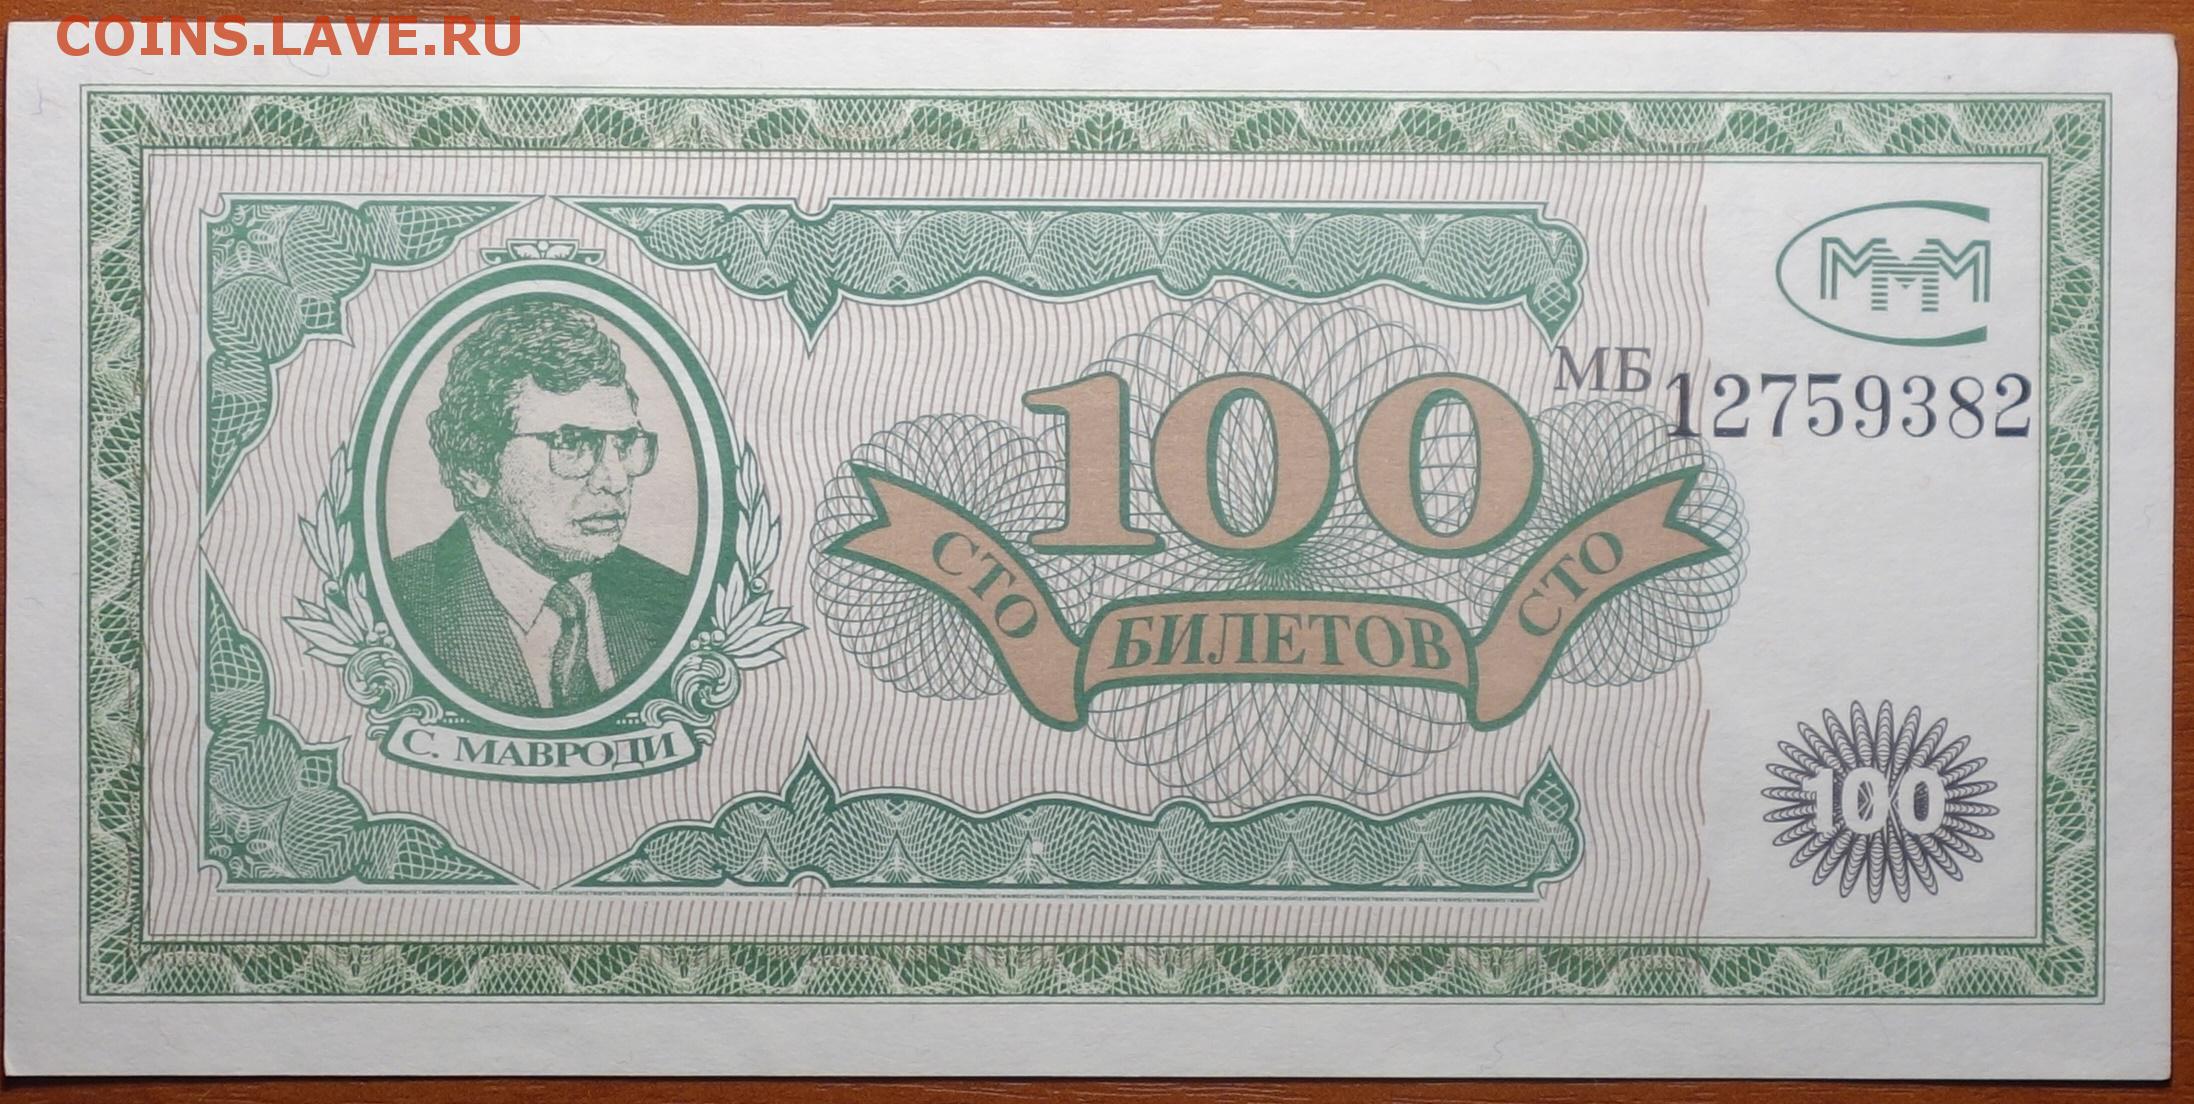 COINS.LAVE.RU
МММ
МБ 12759382
100
СТО БИЛЕТОВ СТО
С. МАВРОДИ
100